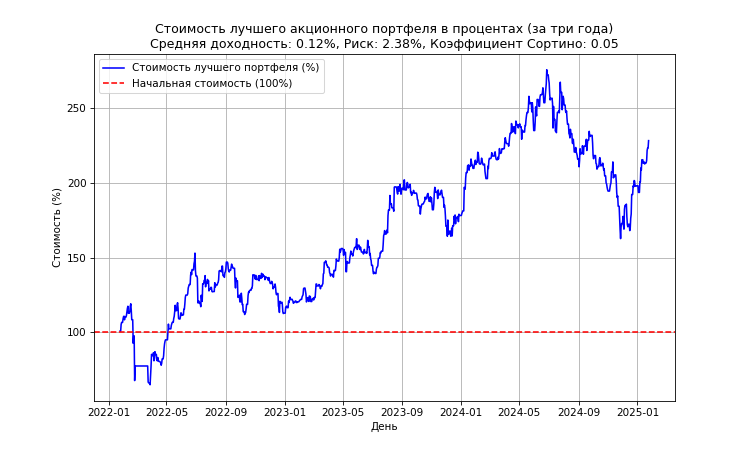 Стоимость лучшего акционного портфеля в процентах (за три года)
Средняя доходность: 0.12%, Риск: 2.38%, Коэффициент Сортино: 0.05
Стоимость лучшего портфеля (%)
Начальная стоимость (100%)
Стоимость (%)
250
200
150
100
2022-01 2022-05 2022-09 2023-01 2023-05 2023-09 2024-01 2024-05 2024-09 2025-01
День